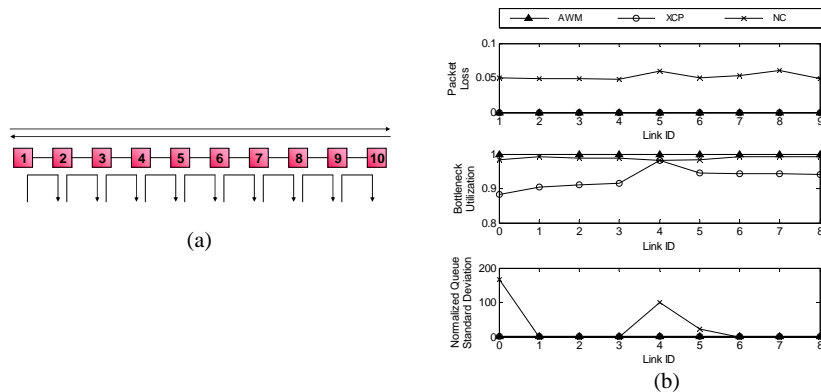 1 2 3 4 5 6 7 8 9 10
(a)
AWM XCP NC
Packet
Loss
0.1
0.05
0
1 2 3 4 5 6 7 8 9
Link ID
Bottleneck
Utilization
1
0.9
0.8
0 1 2 3 4 5 6 7 8
Link ID
Normalized Queue
Standard Deviation
200
100
0
0 1 2 3 4 5 6 7 8
Link ID
(b)